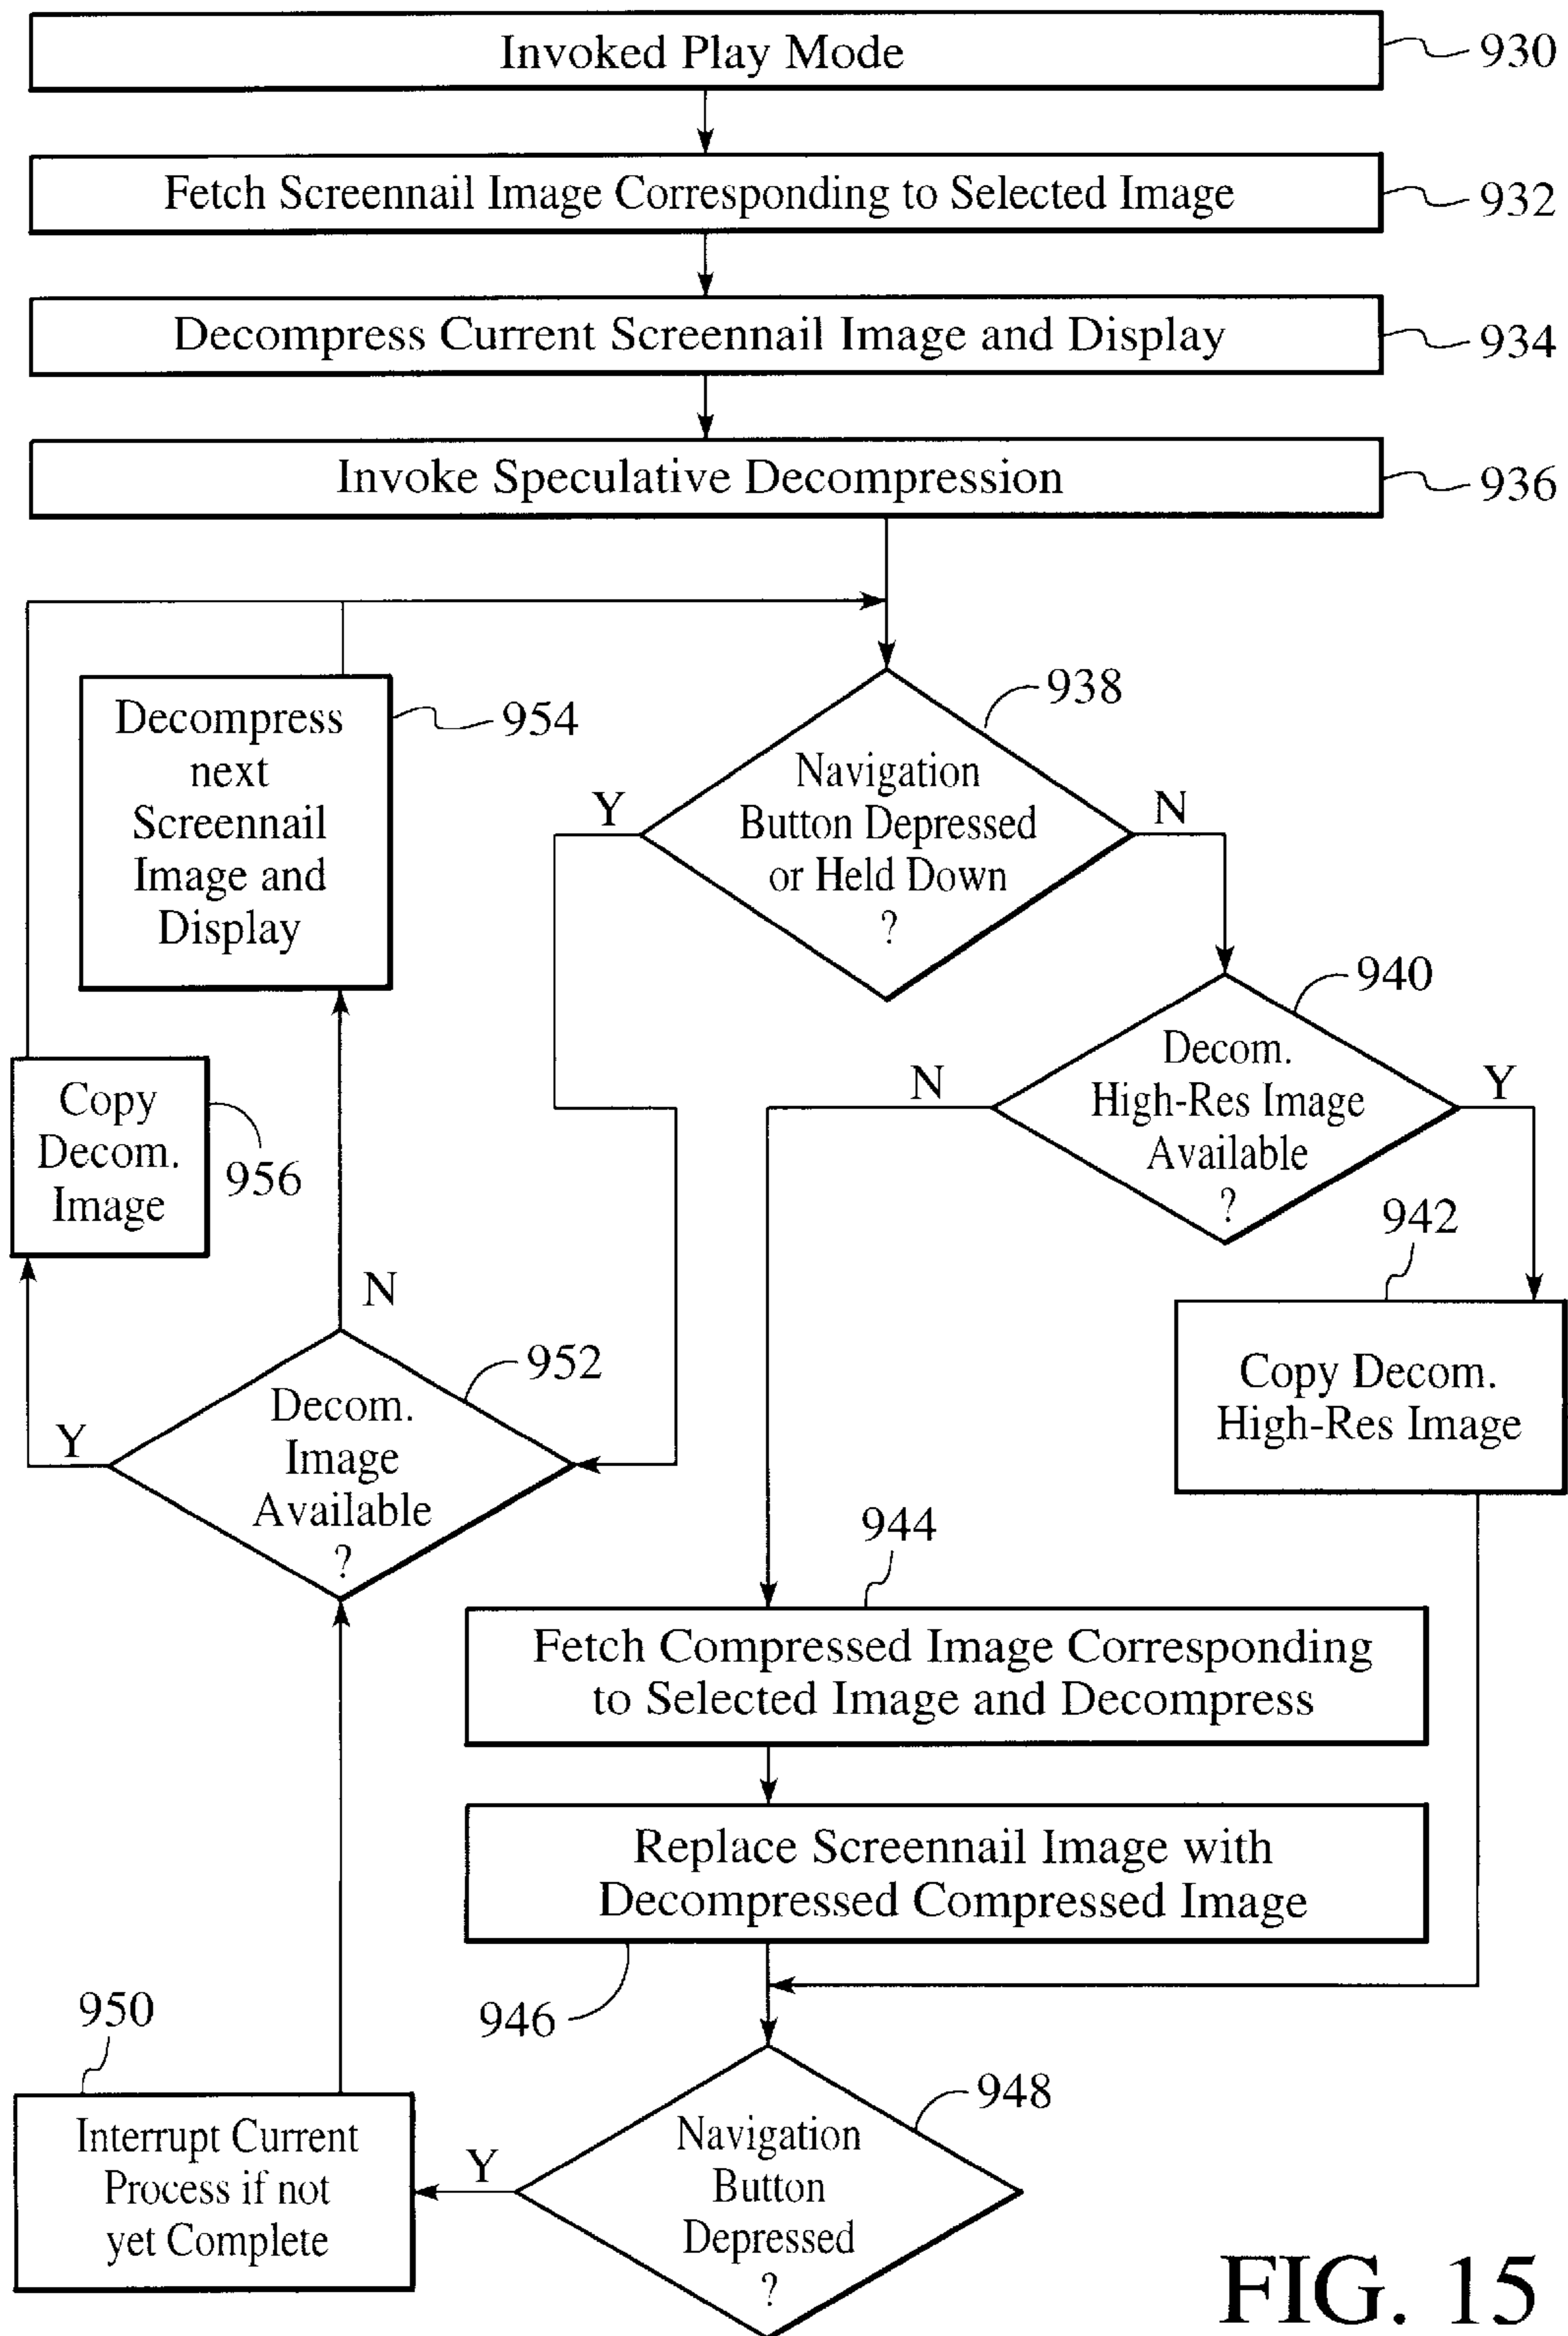 Invoked Play Mode
930
Fetch Screennail Image Corresponding to Selected Image
932
Decompress Current Screennail Image and Display
934
Invoke Speculative Decompression
936
Decompress
next
Screennail
Image and
Display
954
938
Navigation
Button Depressed
or Held Down
?
Y
N
940
Decom.
High-Res Image
Available
?
N
Y
Copy
Decom.
Image
956
942
Copy Decom.
High-Res Image
N
952
Decom.
Image
Available
?
Y
944
Fetch Compressed Image Corresponding
to Selected Image and Decompress
Replace Screennail Image with
Decompressed Compressed Image
946
950
Interrupt Current
Process if not
yet Complete
Y
948
Navigation
Button
Depressed
?
FIG. 15